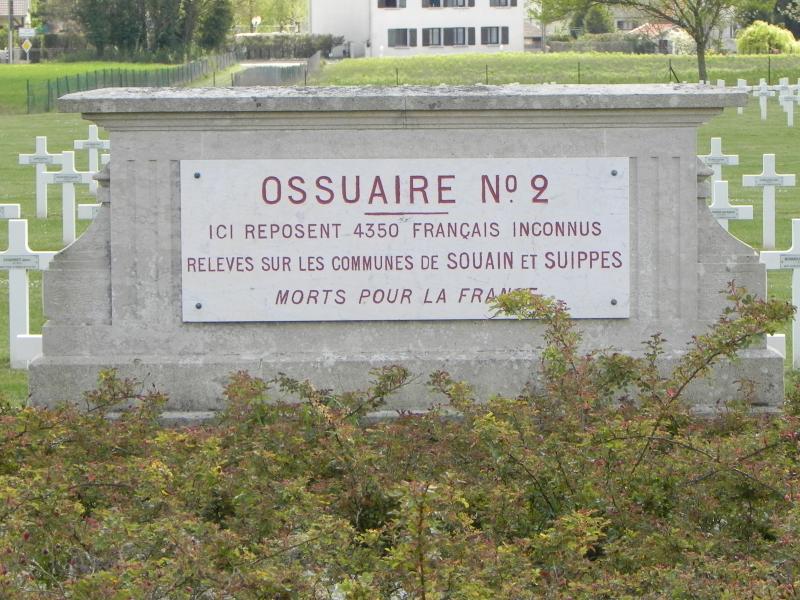 OSSUAIRE Nº 2
ICI REPOSENT 4350 FRANÇAIS INCONNUS
RELEVES SUR LES COMMUNES DE SOUAIN ET SUIPPES
MORTS POUR LA FRANCE